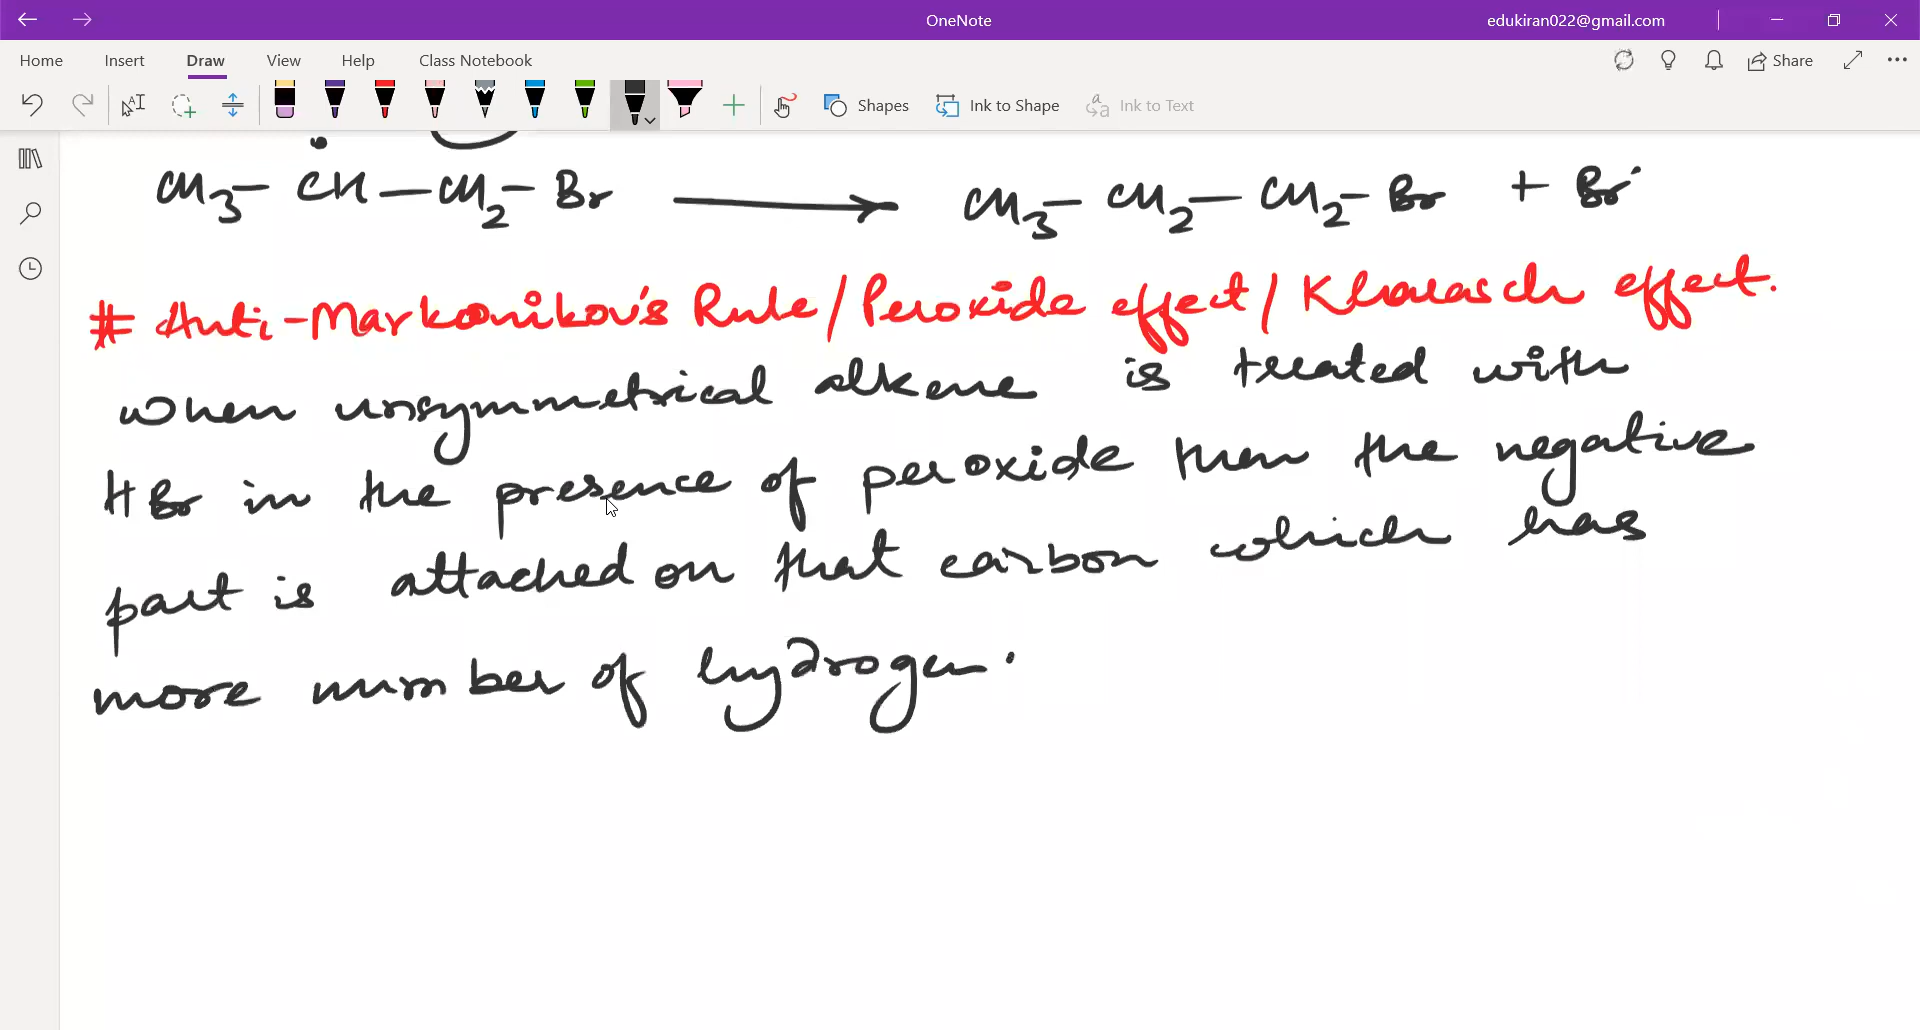 OneNote
edukiran022@gmail.com
Home Insert Draw View Help Class Notebook
Share
Shapes Ink to Shape Ink to Text
CH3– ĊH – CH2– Br ⟶ CH3– CH2– CH2– Br + Br˙
# Anti-Markonikov's Rule/Peroxide effect/Kharasch effect.
when unsymmetrical alkene is treated with
HBr in the presence of peroxide then the negative
part is attached on that carbon which has
more number of hydrogen.